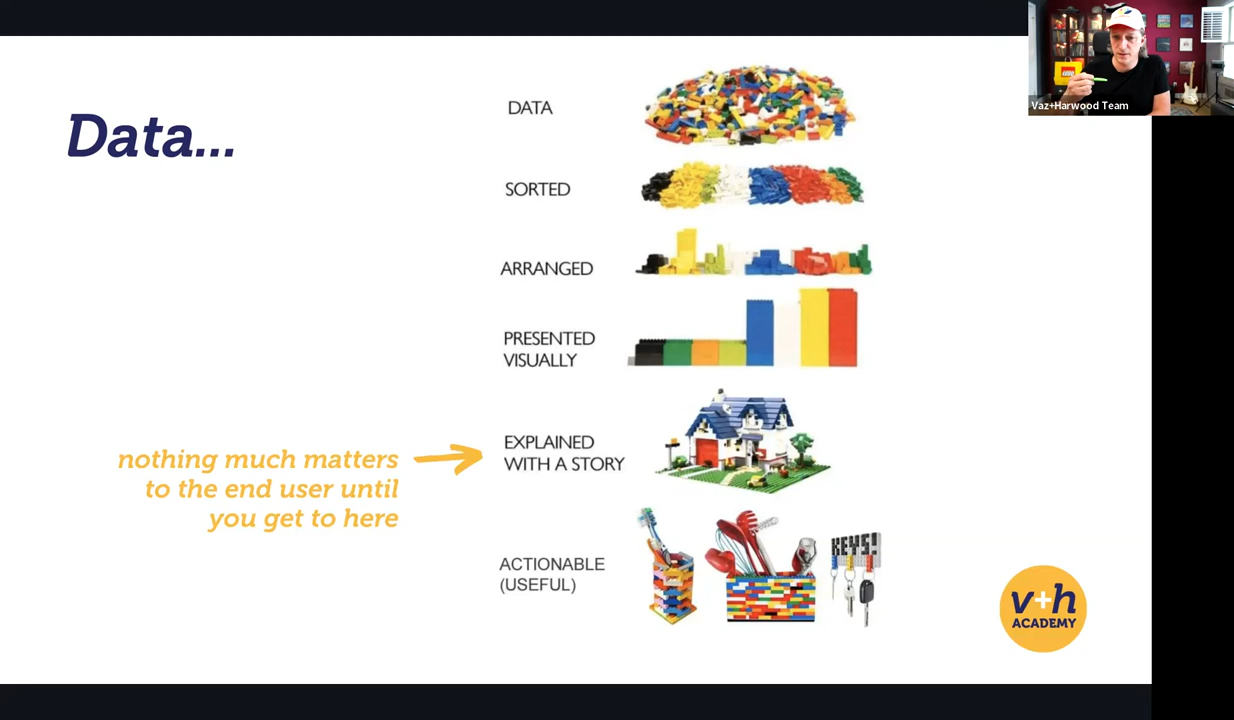 Data...
DATA
SORTED
ARRANGED
PRESENTED
VISUALLY
nothing much matters
to the end user until
you get to here
EXPLAINED
WITH A STORY
ACTIONABLE
(USEFUL)
KEYS!
v+h
ACADEMY
LEGO
Vaz+Harwood Team